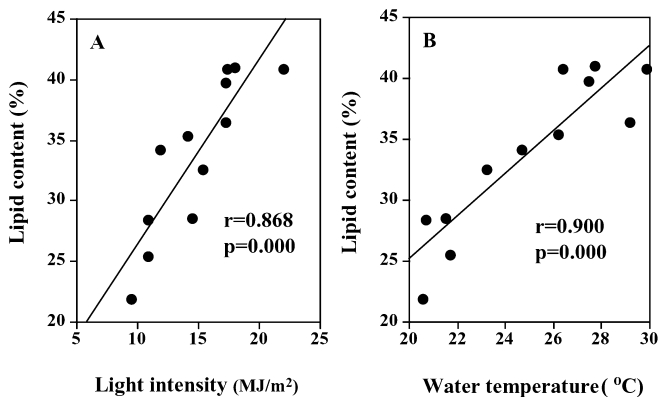 A
B
Lipid content (%)
Lipid content (%)
45
40
35
30
25
20
45
40
35
30
25
20
r=0.868
p=0.000
r=0.900
p=0.000
5 10 15 20 25
20 22 24 26 28 30
Light intensity (MJ/m²)
Water temperature( °C)